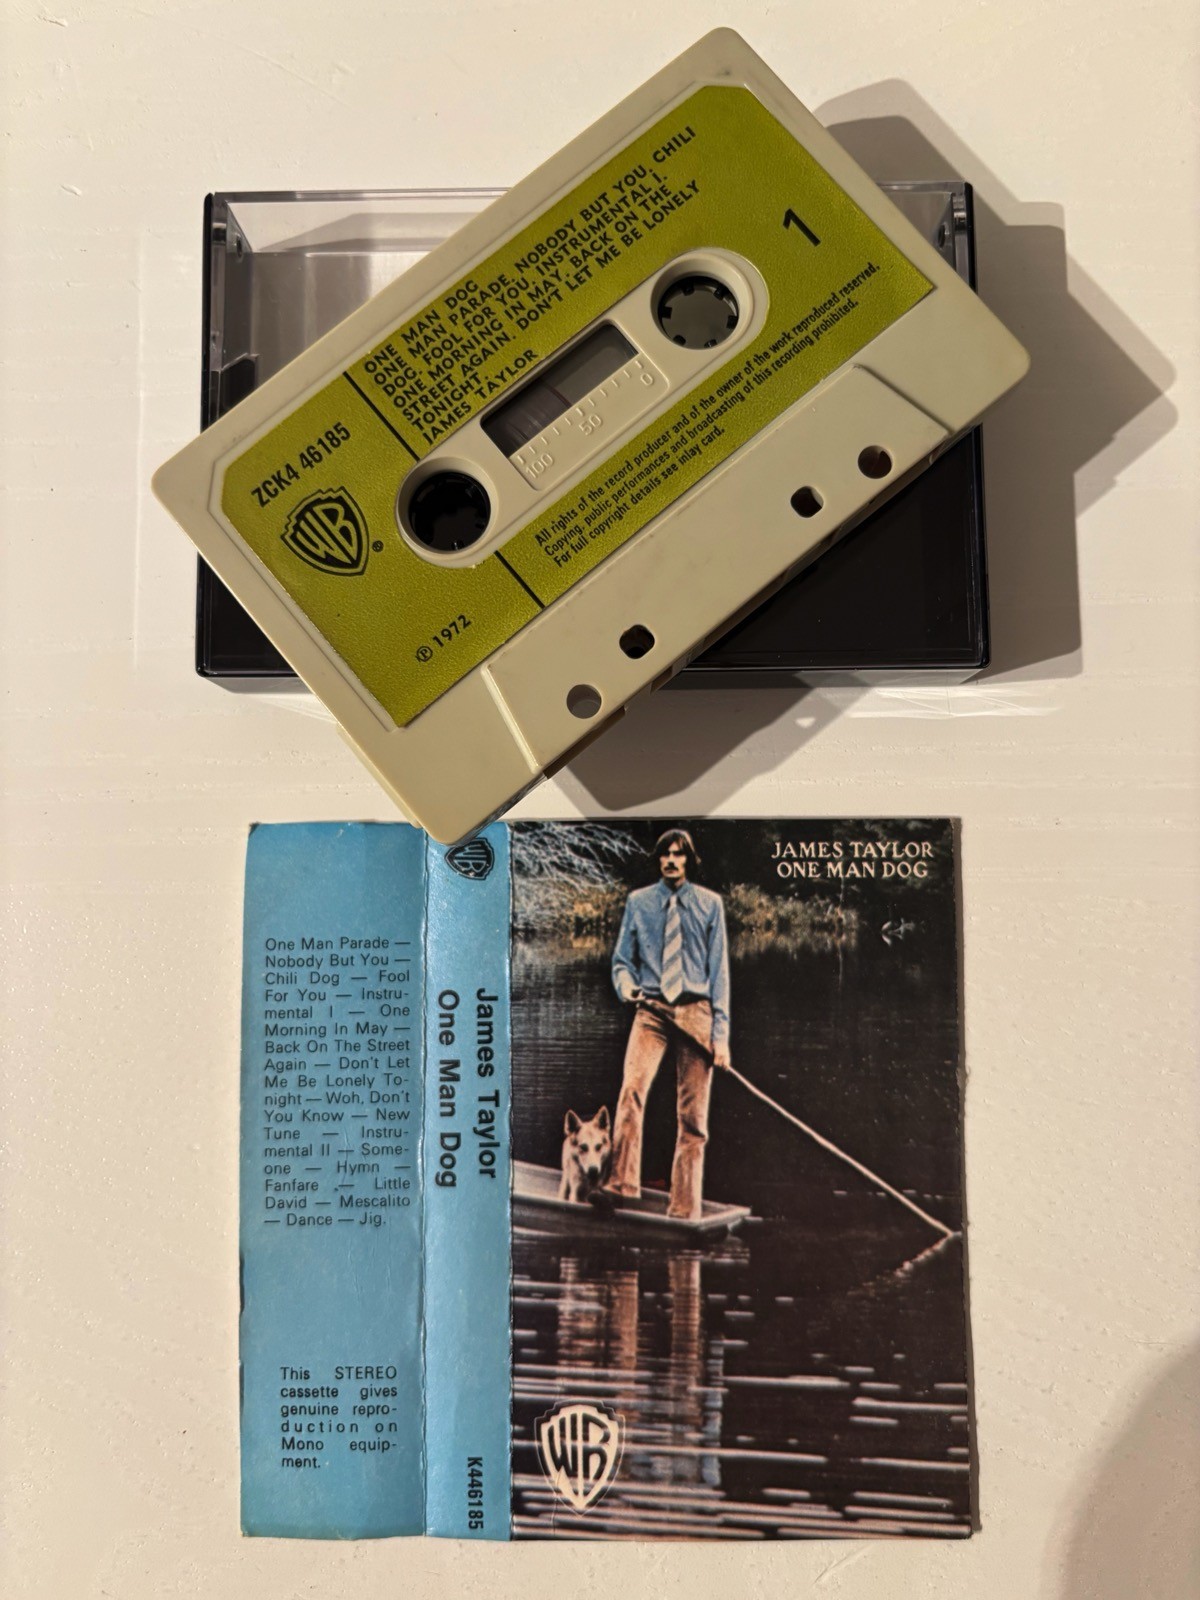 ONE MAN DOG
ONE MAN PARADE. NOBODY BUT YOU. CHILI
DOG. FOOL FOR YOU. INSTRUMENTAL i.
ONE MORNING IN MAY. BACK ON THE
STREET AGAIN. DON'T LET ME BE LONELY
TONIGHT.
JAMES TAYLOR
1
ZCK4 46185
WB
®
℗ 1972
100
50
0
All rights of the record producer and of the owner of the work reproduced reserved.
Copying, public performances and broadcasting of this recording prohibited.
For full copyright details see inlay card.
One Man Parade —
Nobody But You —
Chili Dog — Fool
For You — Instru-
mental I — One
Morning In May —
Back On The Street
Again — Don't Let
Me Be Lonely To-
night — Woh, Don't
You Know — New
Tune — Instru-
mental II — Some-
one — Hymn —
Fanfare — Little
David — Mescalito
— Dance — Jig.
This STEREO
cassette gives
genuine repro-
duction on
Mono equip-
ment.
WB
James Taylor
One Man Dog
K446185
JAMES TAYLOR
ONE MAN DOG
WB